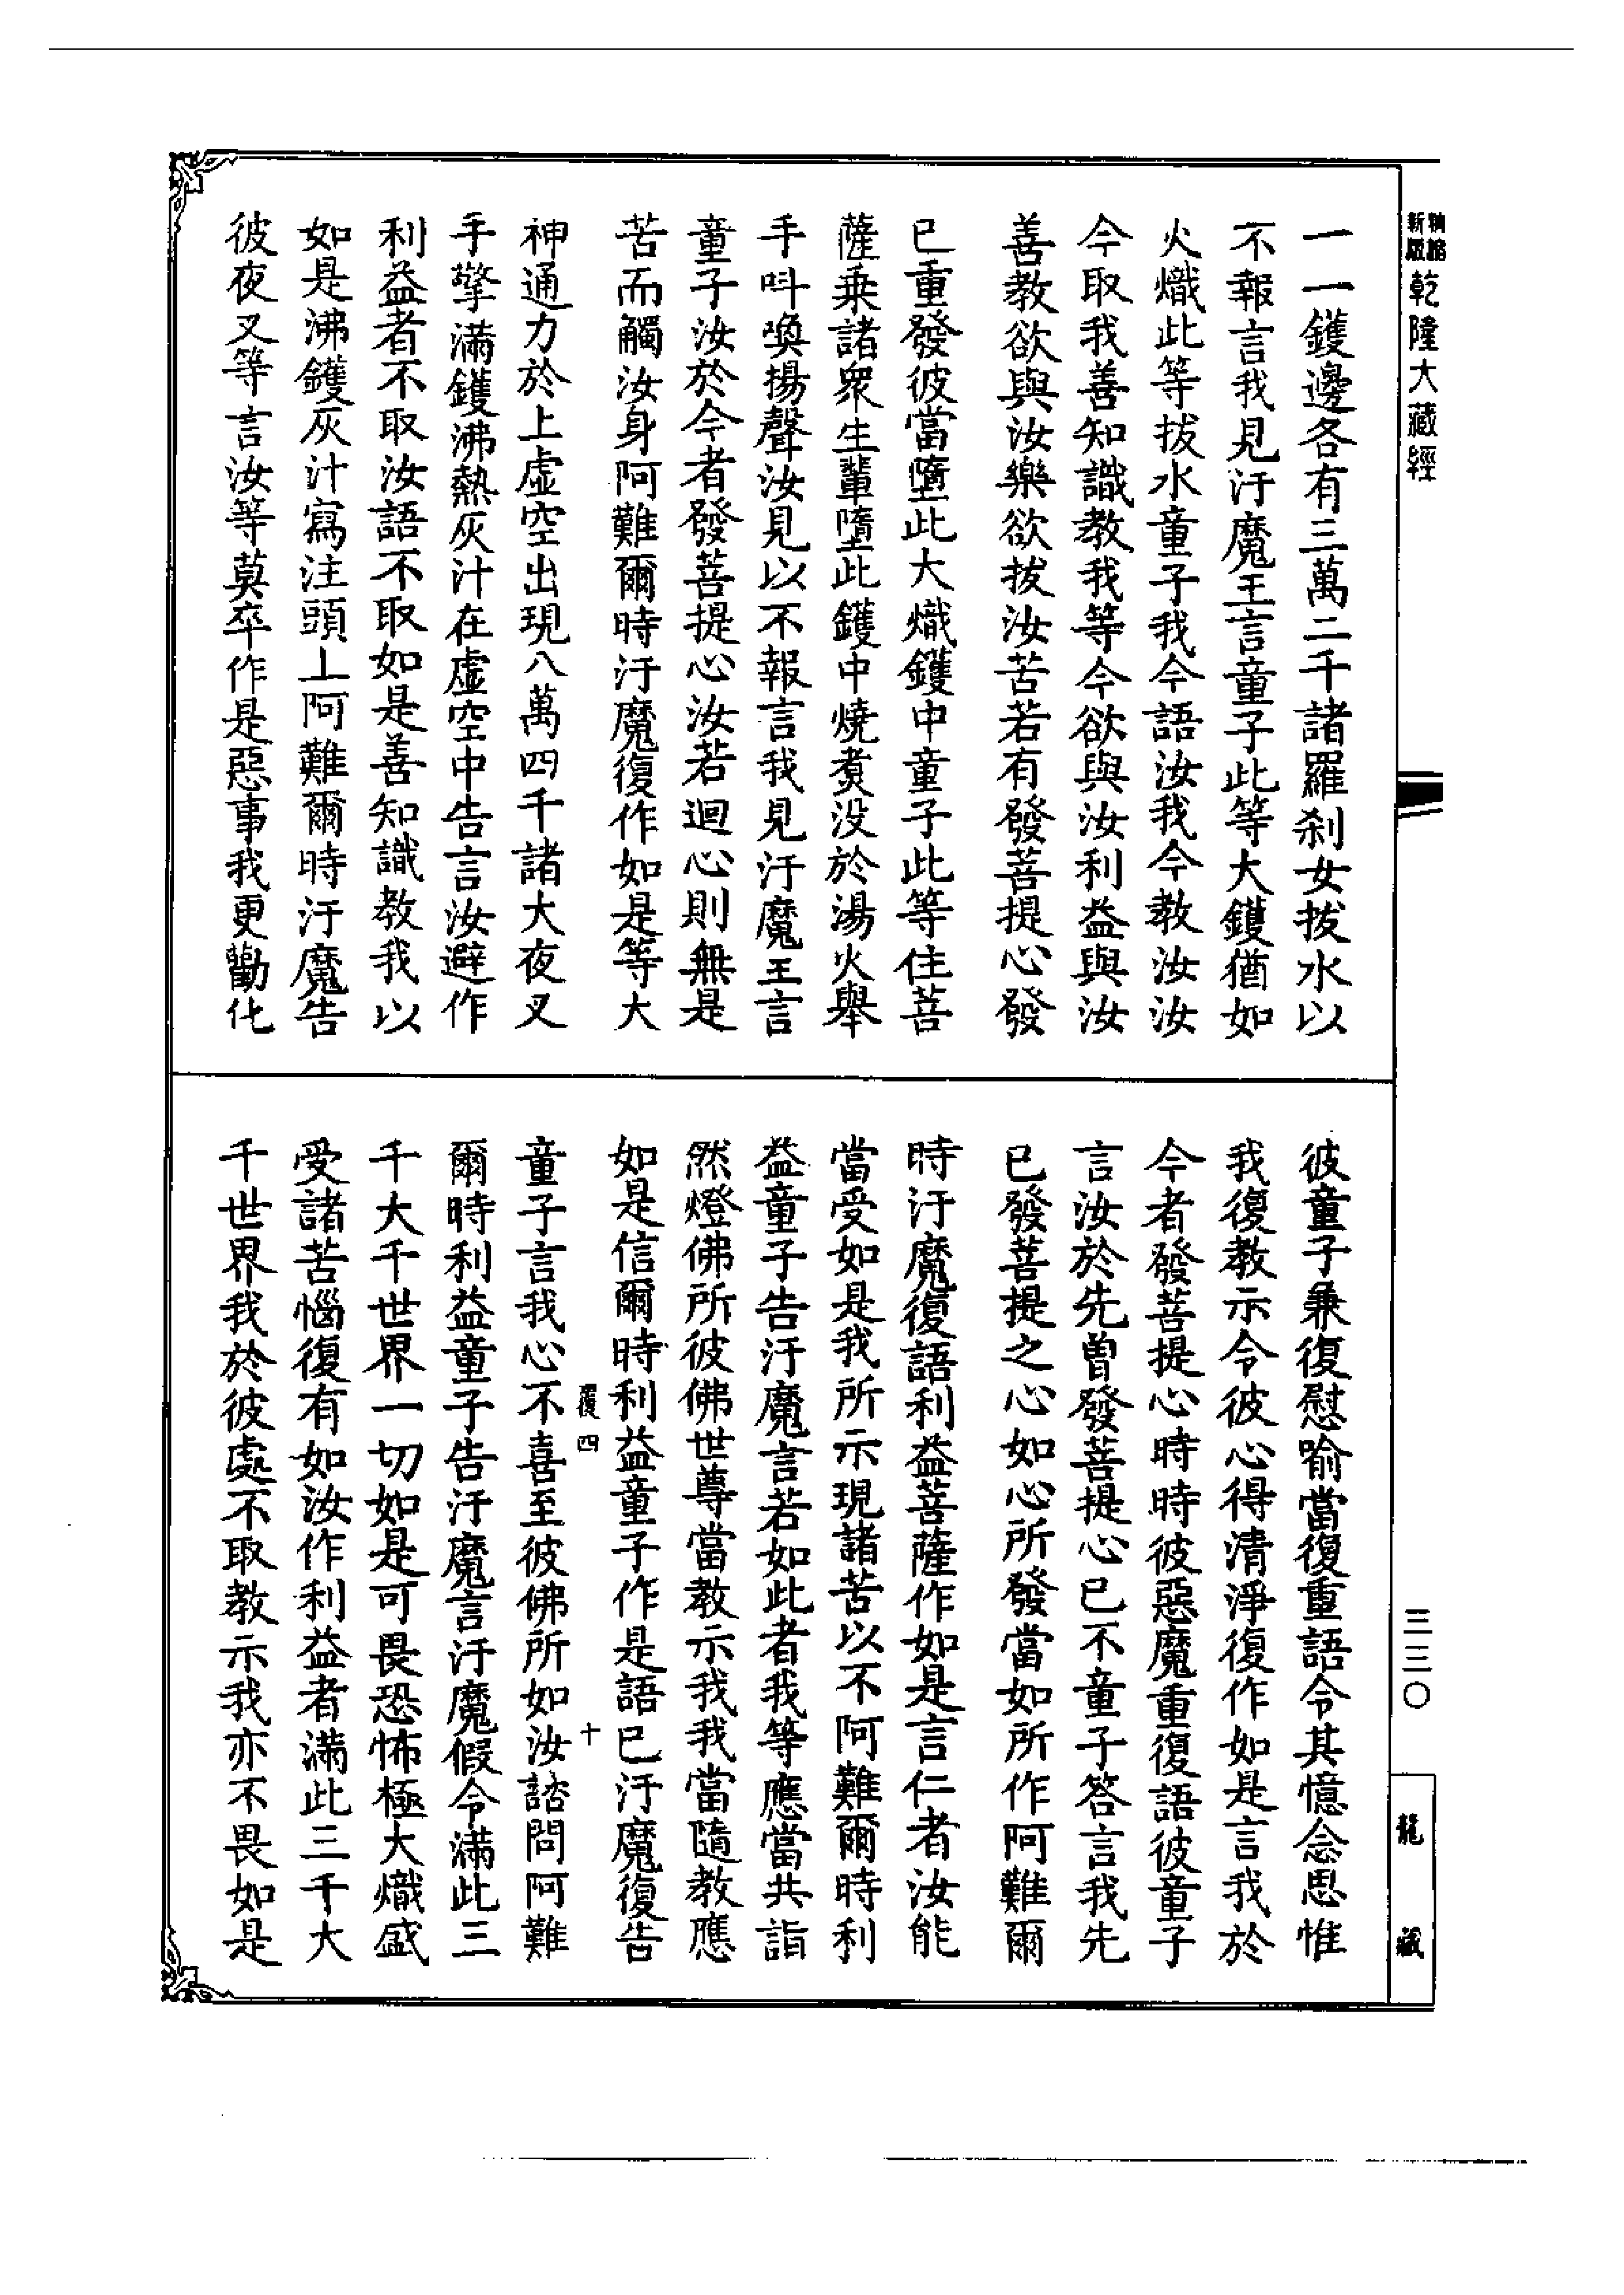 精縮新版乾隆大藏經
一一鑊邊各有三萬二千諸羅刹女拔水以
不報言我見汙魔王言童子此等大鑊猶如
火熾此等拔水童子我今語汝我今教汝汝
今取我善知識教我等今欲與汝利益與汝
善教欲與汝樂欲拔汝苦若有發菩提心發
已重發彼當墮此大熾鑊中童子此等住菩
薩乗諸衆生輩墮此鑊中燒煮没於湯火舉
手呌喚揚聲汝見以不報言我見汙魔王言
童子汝於今者發菩提心汝若迴心則無是
苦而觸汝身阿難爾時汙魔復作如是等大
神通力於上虚空出現八萬四千諸大夜叉
手擎滿鑊沸熱灰汁在虚空中告言汝避作
利益者不取汝語不取如是善知識教我以
如是沸鑊灰汁寫注頭上阿難爾時汙魔告
彼夜叉等言汝等莫卒作是惡事我更勸化
彼童子兼復慰喻當復重語令其憶念思惟
我復教示令彼心得清淨復作如是言我於
今者發菩提心時時彼惡魔重復語彼童子
言汝於先曾發菩提心已不童子答言我先
已發菩提之心如心所發當如所作阿難爾
時汙魔復語利益菩薩作如是言仁者汝能
當受如是我所示現諸苦以不阿難爾時利
益童子告汙魔言若如此者我等應當共詣
然燈佛所彼佛世尊當教示我我當隨教應
如是信爾時利益童子作是語已汙魔復告
覆四 十
童子言我心不喜至彼佛所如汝諮問阿難
爾時利益童子告汙魔言汙魔假令滿此三
千大千世界一切如是可畏恐怖極大熾盛
受諸苦惱復有如汝作利益者滿此三千大
千世界我於彼處不取教示我亦不畏如是
三三〇
龍藏